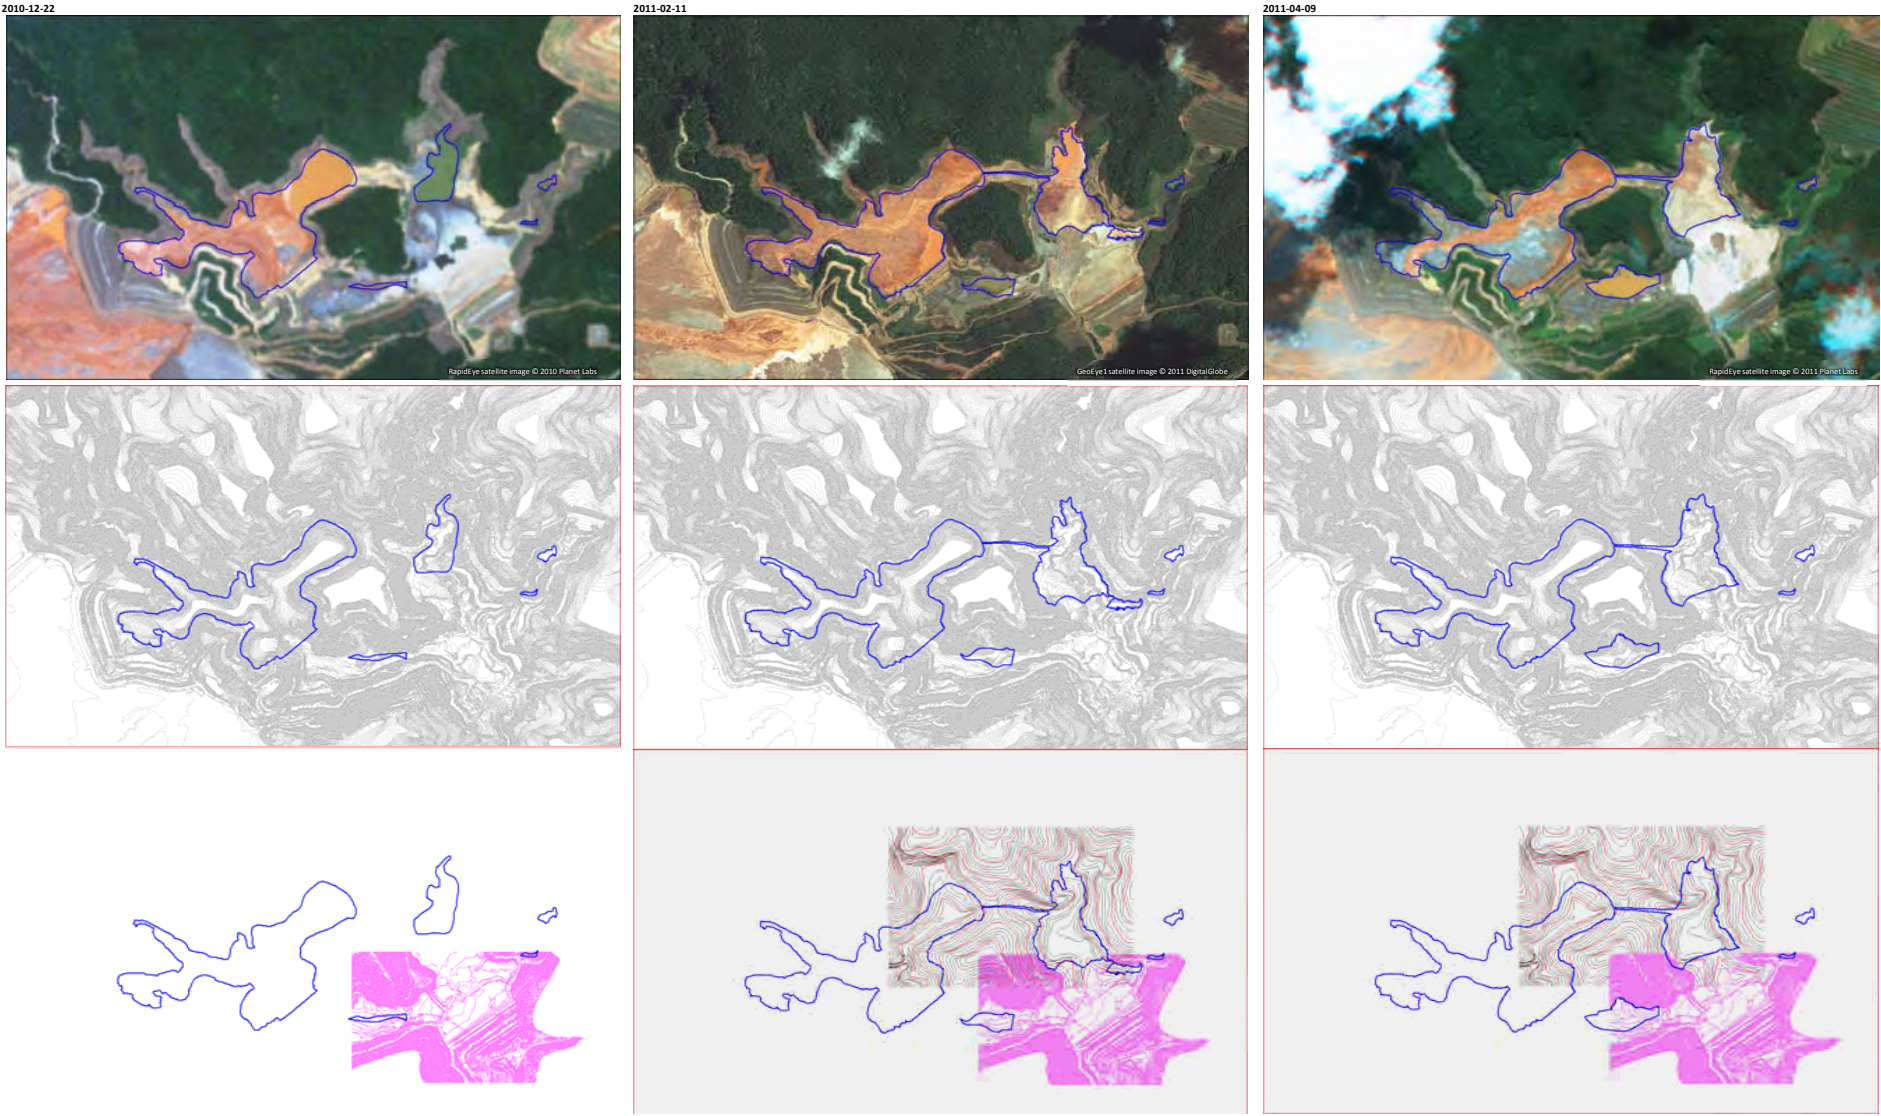 2010-12-22
2011-02-11
2011-04-09
RapidEye satellite image © 2010 Planet Labs
GeoEye1 satellite image © 2011 DigitalGlobe
RapidEye satellite image © 2011 Planet Labs